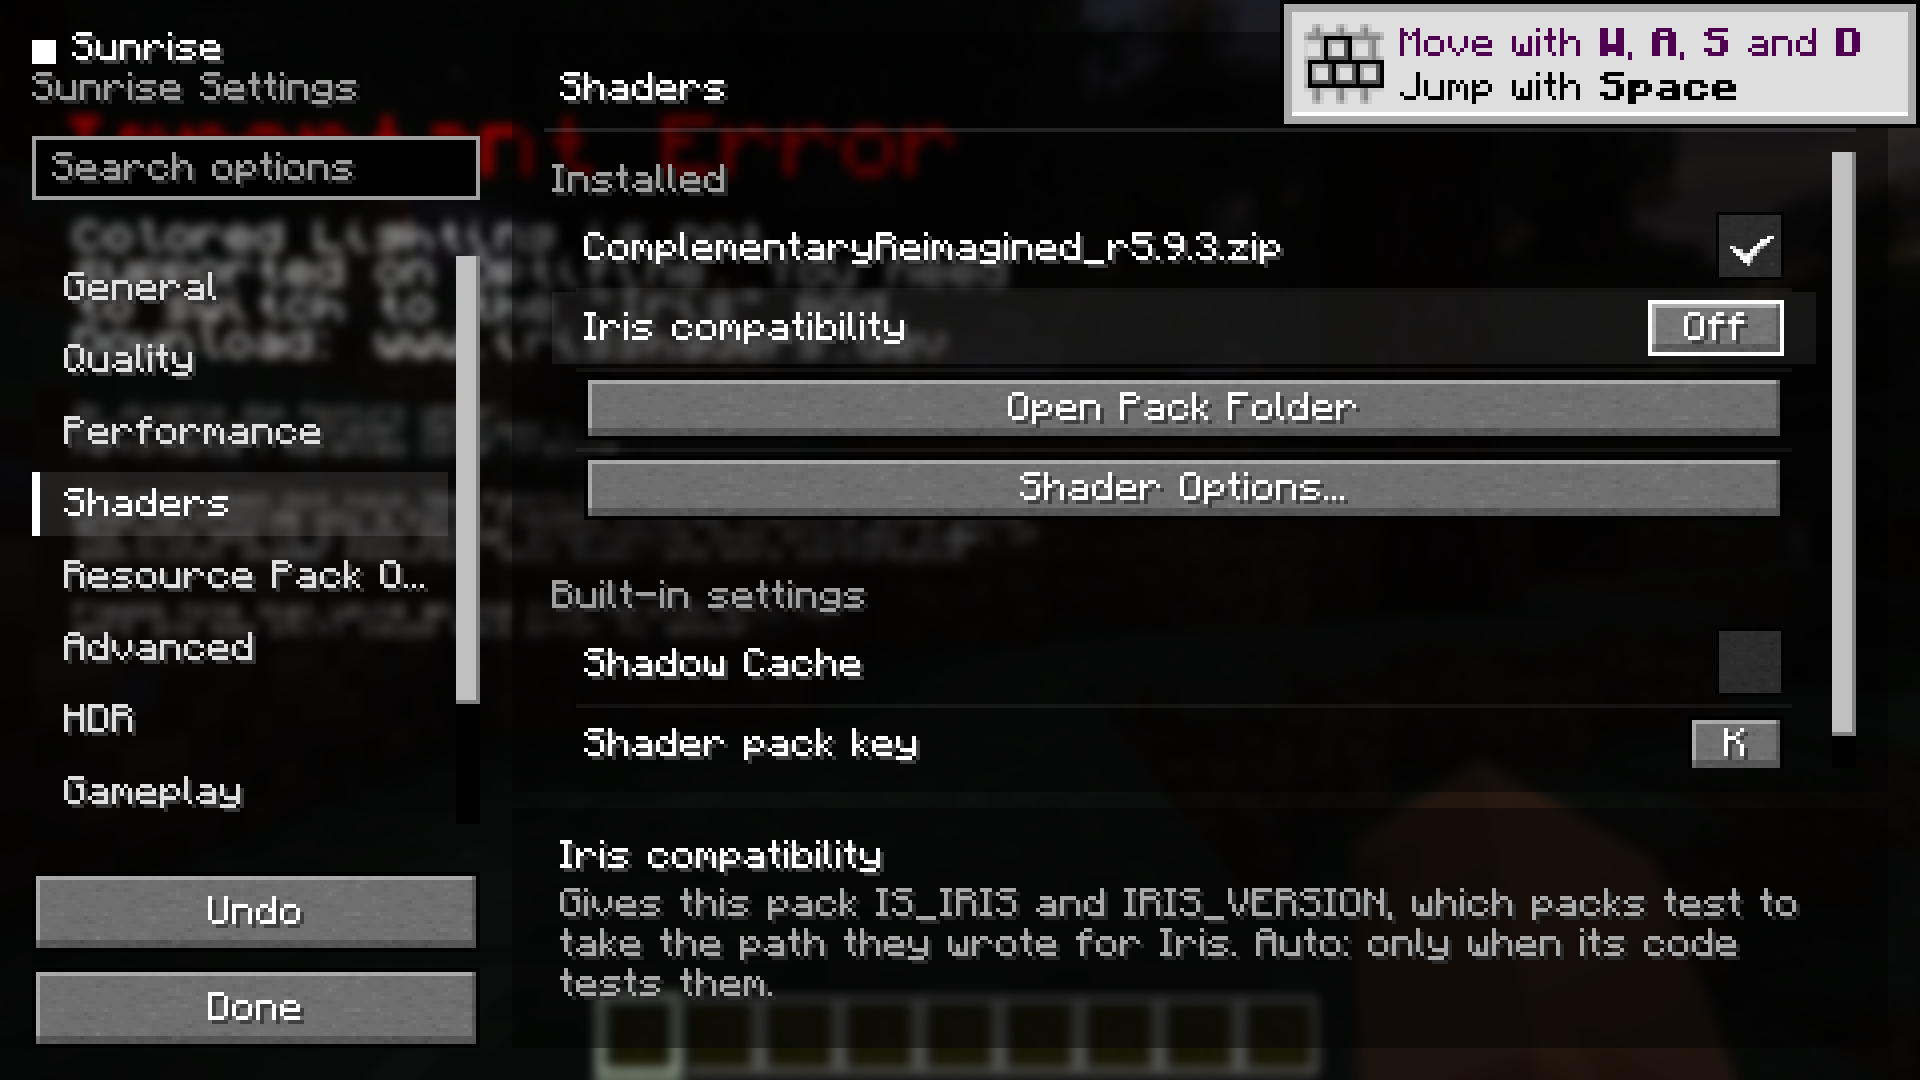 Sunrise
Sunrise Settings
Search options
General
Quality
Performance
Shaders
Resource Pack O...
Advanced
HDR
Gameplay
Undo
Done
Shaders
Installed
ComplementaryReimagined_r5.9.3.zip
Iris compatibility
Off
Open Pack Folder
Shader Options...
Built-in settings
Shadow Cache
Shader pack key
K
Iris compatibility
Gives this pack IS_IRIS and IRIS_VERSION, which packs test to
take the path they wrote for Iris. Auto: only when its code
tests them.
Move with W, A, S and D
Jump with Space
Error